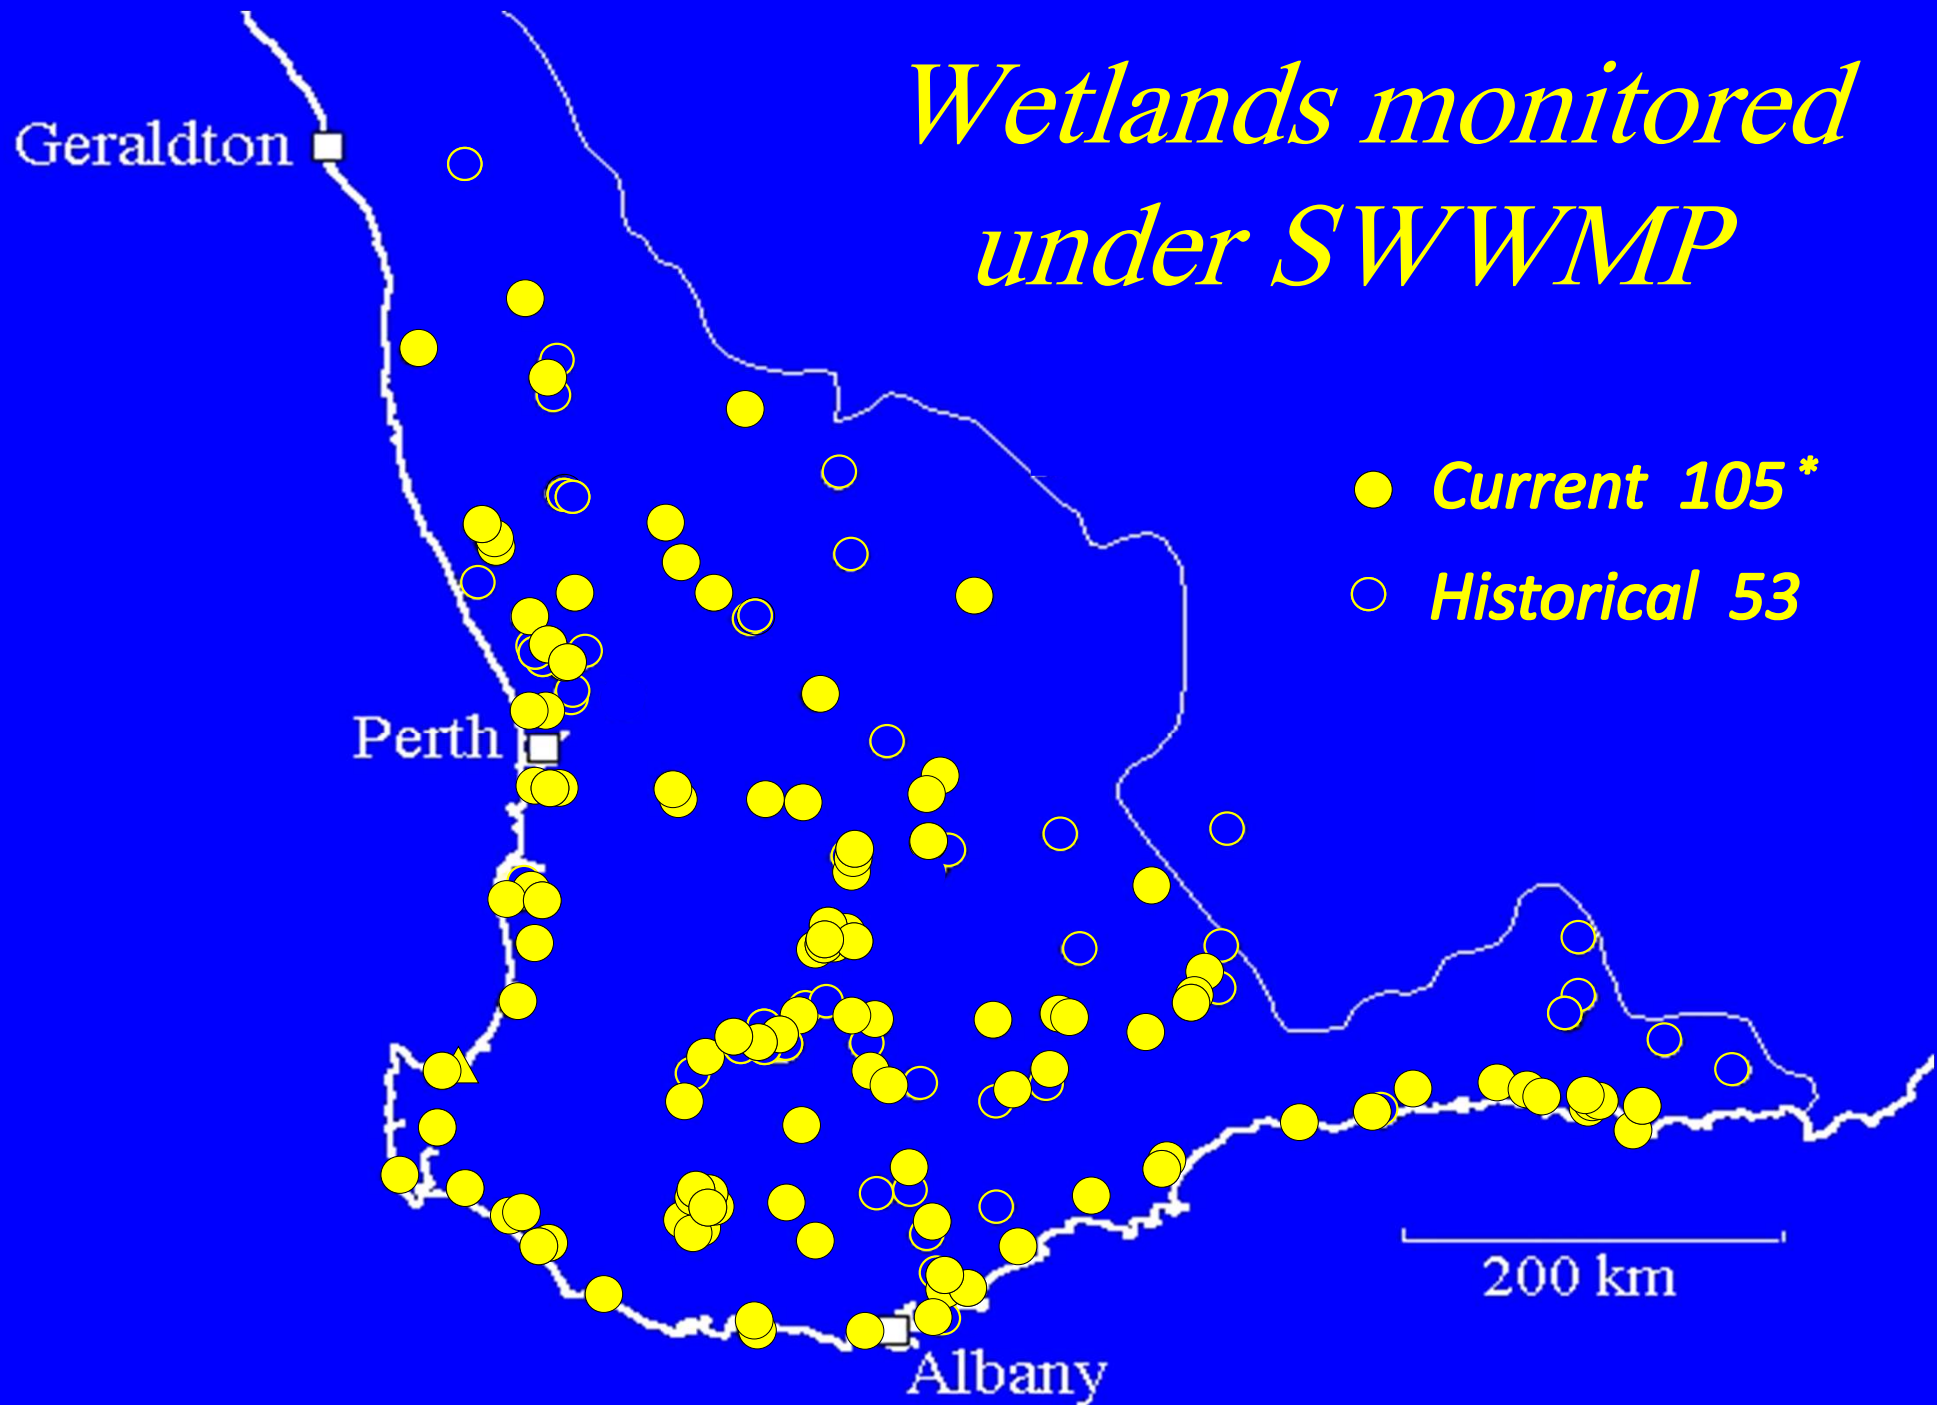 Wetlands monitored
under SWWMP
Geraldton
Current 105*
Historical 53
Perth
200 km
Albany